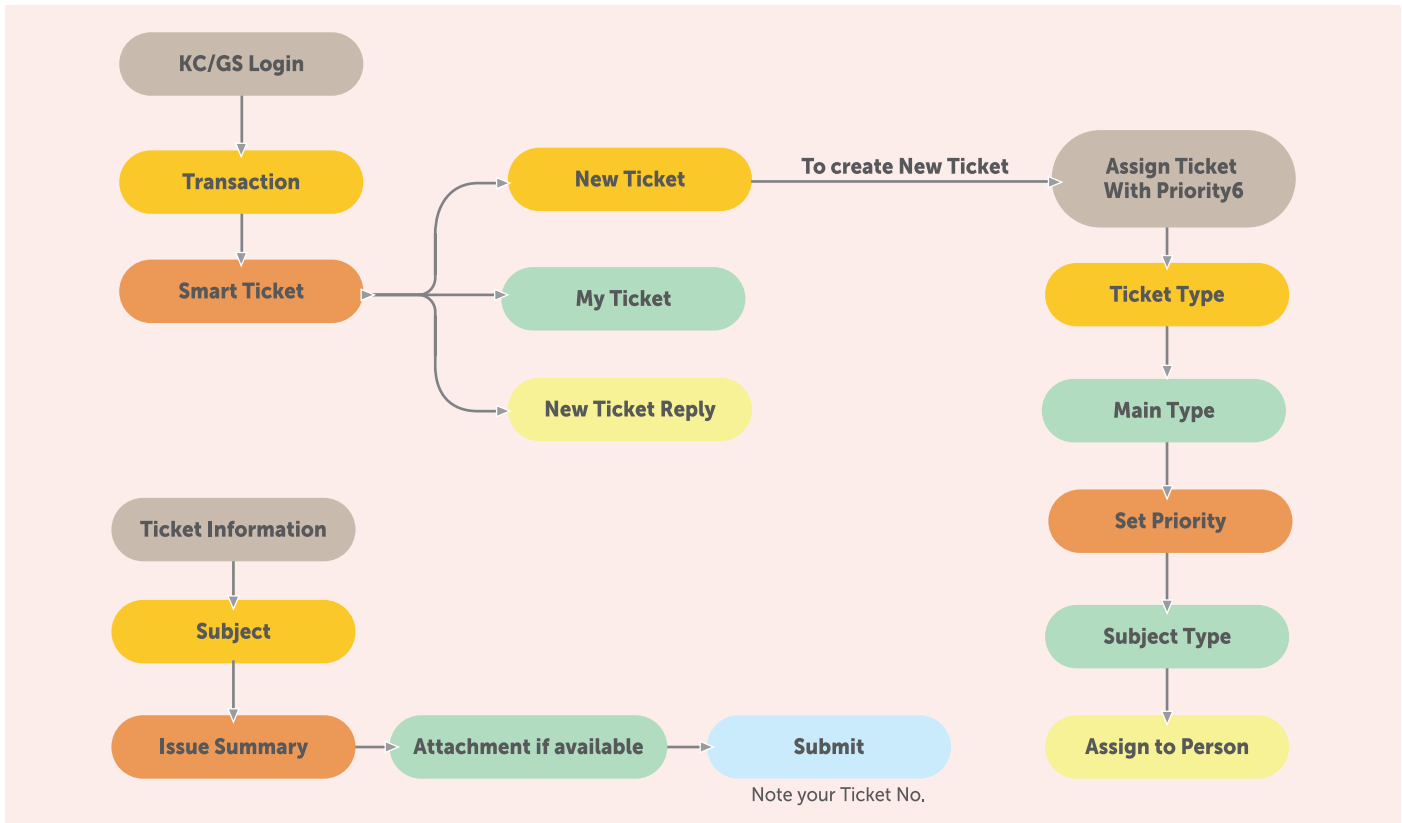 KC/GS Login
Transaction
Smart Ticket
New Ticket
My Ticket
New Ticket Reply
To create New Ticket
Assign Ticket
With Priority6
Ticket Type
Main Type
Set Priority
Subject Type
Assign to Person
Ticket Information
Subject
Issue Summary
Attachment if available
Submit
Note your Ticket No.